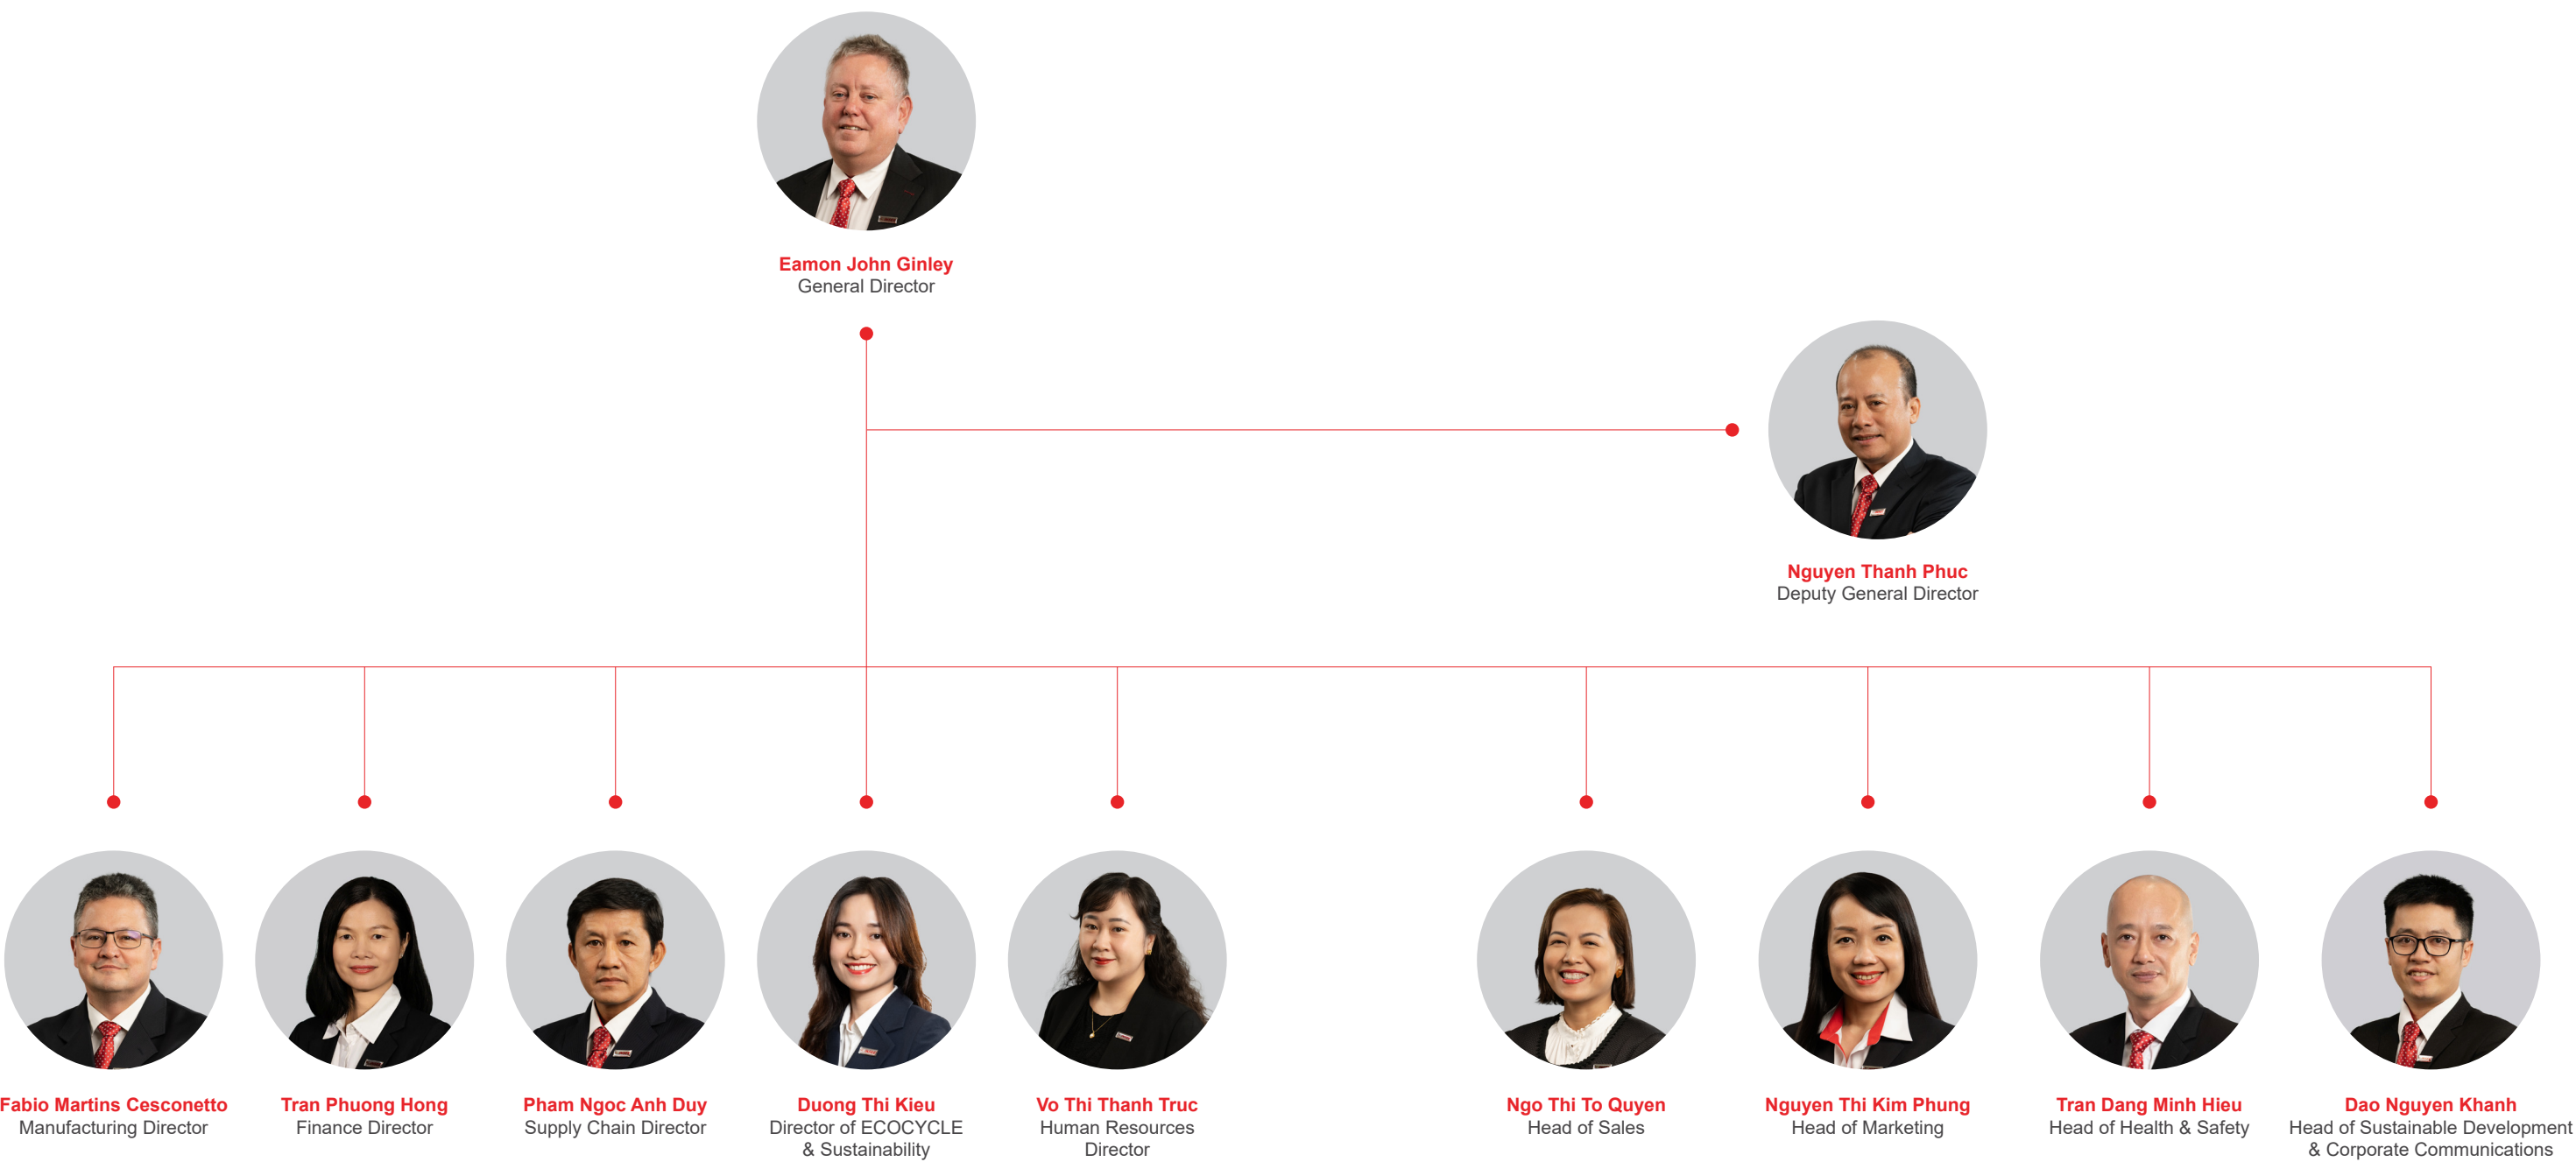 Eamon John Ginley
General Director
Nguyen Thanh Phuc
Deputy General Director
Fabio Martins Cesconetto
Manufacturing Director
Tran Phuong Hong
Finance Director
Pham Ngoc Anh Duy
Supply Chain Director
Duong Thi Kieu
Director of ECOCYCLE
& Sustainability
Vo Thi Thanh Truc
Human Resources
Director
Ngo Thi To Quyen
Head of Sales
Nguyen Thi Kim Phung
Head of Marketing
Tran Dang Minh Hieu
Head of Health & Safety
Dao Nguyen Khanh
Head of Sustainable Development
& Corporate Communications